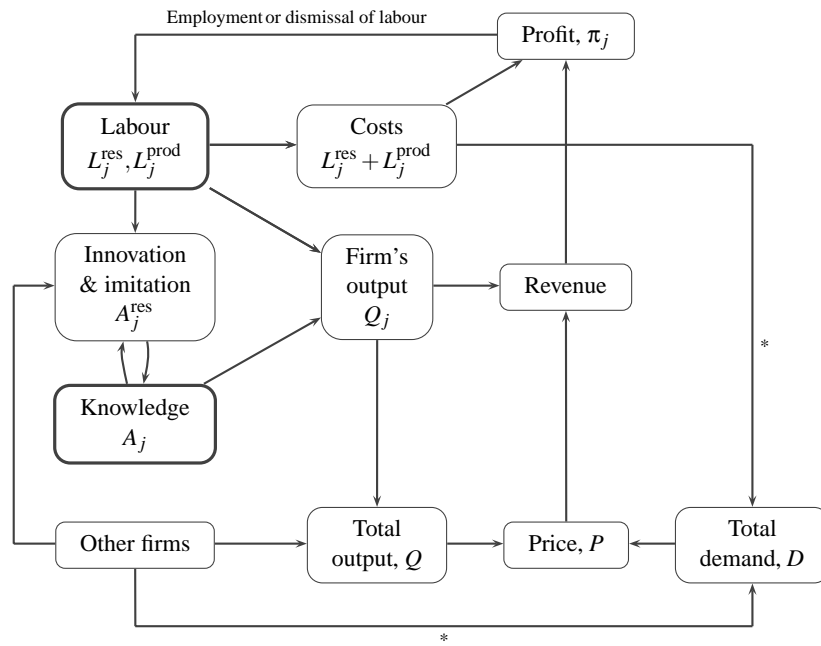 Employment or dismissal of labour
Profit, π_j
Labour
L_j^res, L_j^prod
Costs
L_j^res + L_j^prod
Innovation
& imitation
A_j^res
Firm's
output
Q_j
Revenue
*
Knowledge
A_j
Other firms
Total
output, Q
Price, P
Total
demand, D
*